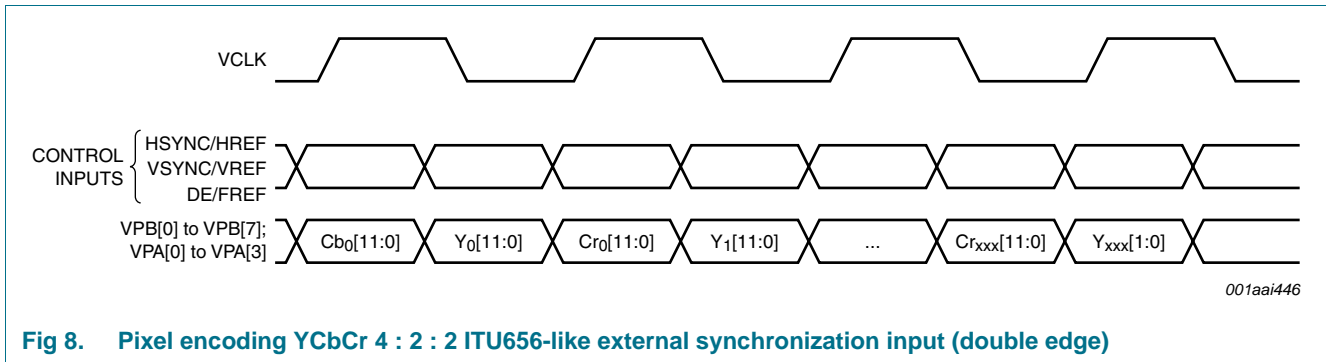 VCLK
CONTROL INPUTS
HSYNC/HREF
VSYNC/VREF
DE/FREF
VPB[0] to VPB[7];
VPA[0] to VPA[3]
Cb0[11:0] Y0[11:0] Cr0[11:0] Y1[11:0] ... Crxxx[11:0] Yxxx[1:0]
001aai446
Fig 8. Pixel encoding YCbCr 4 : 2 : 2 ITU656-like external synchronization input (double edge)